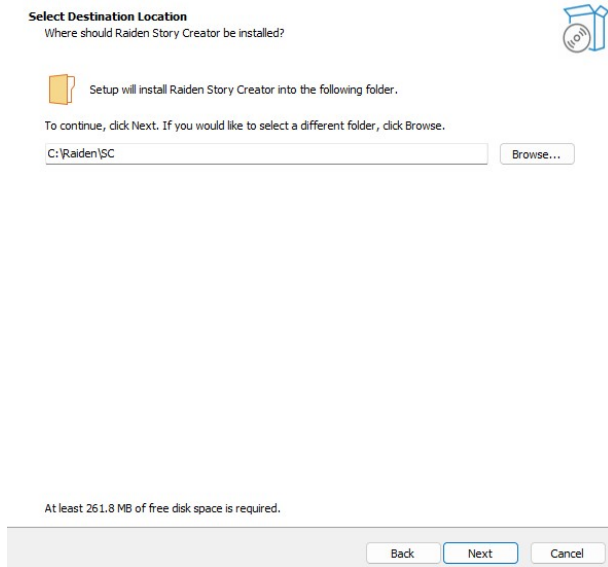 Select Destination Location
Where should Raiden Story Creator be installed?
Setup will install Raiden Story Creator into the following folder.
To continue, click Next. If you would like to select a different folder, click Browse.
C:\Raiden\SC
Browse...
At least 261.8 MB of free disk space is required.
Back
Next
Cancel